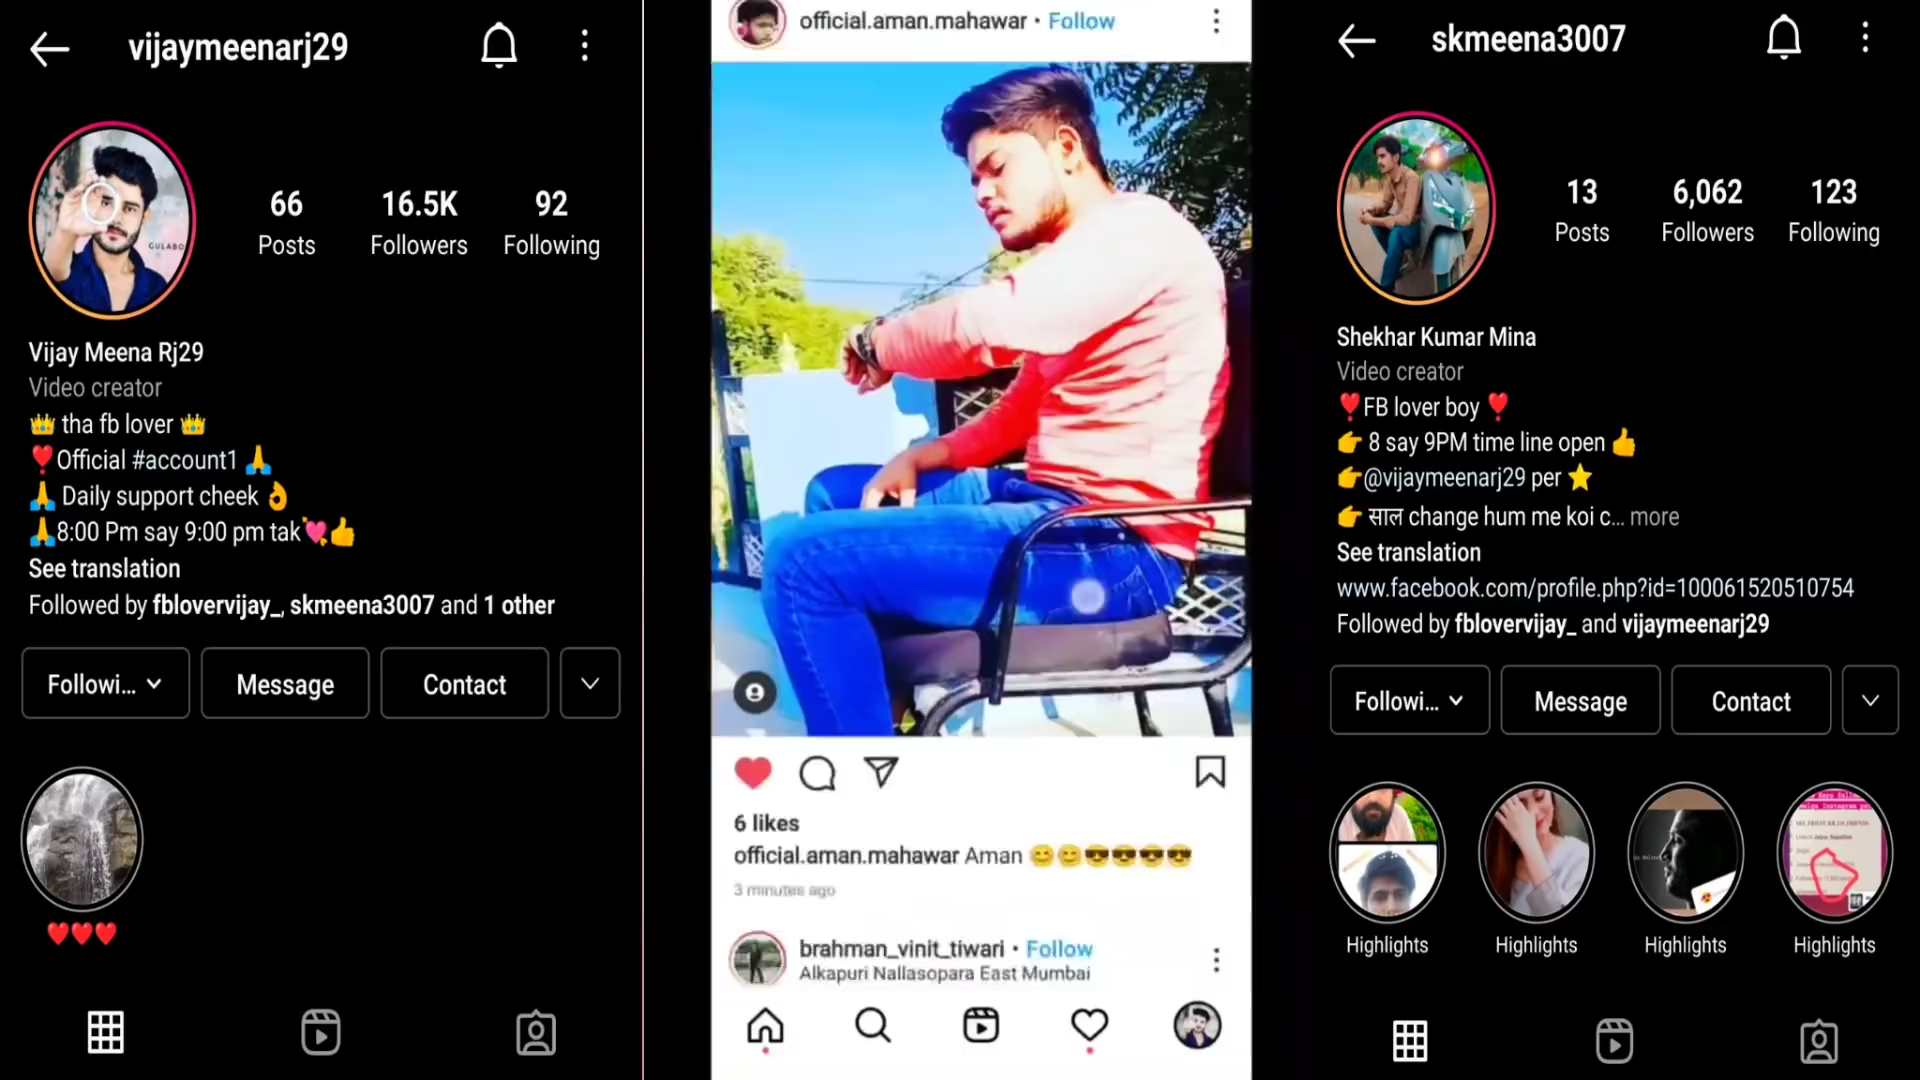 vijaymeenarj29
GULABO
66
Posts
16.5K
Followers
92
Following
Vijay Meena Rj29
Video creator
👑 tha fb lover 👑
❣️Official #account1 🙏
🙏 Daily support cheek 👌
🙏8:00 Pm say 9:00 pm tak💘👍
See translation
Followed by fblovervijay_, skmeena3007 and 1 other
Followi...
Message
Contact
❤️❤️❤️
official.aman.mahawar • Follow
6 likes
official.aman.mahawar Aman 😊😊😎😎😎😎
3 minutes ago
brahman_vinit_tiwari • Follow
Alkapuri Nallasopara East Mumbai
skmeena3007
13
Posts
6,062
Followers
123
Following
Shekhar Kumar Mina
Video creator
❣️FB lover boy ❣️
👉 8 say 9PM time line open 👍
👉@vijaymeenarj29 per ⭐
👉 साल change hum me koi c... more
See translation
www.facebook.com/profile.php?id=100061520510754
Followed by fblovervijay_ and vijaymeenarj29
Followi...
Message
Contact
Highlights
Highlights
Highlights
Highlights